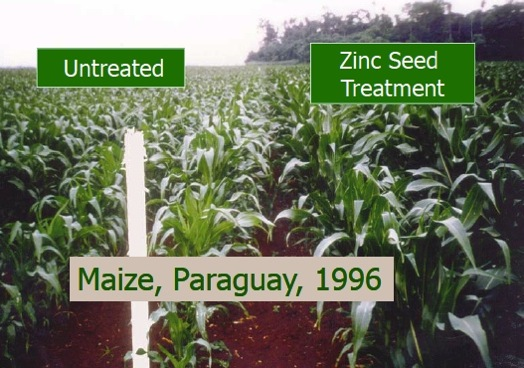 Untreated
Zinc Seed
Treatment
Maize, Paraguay, 1996